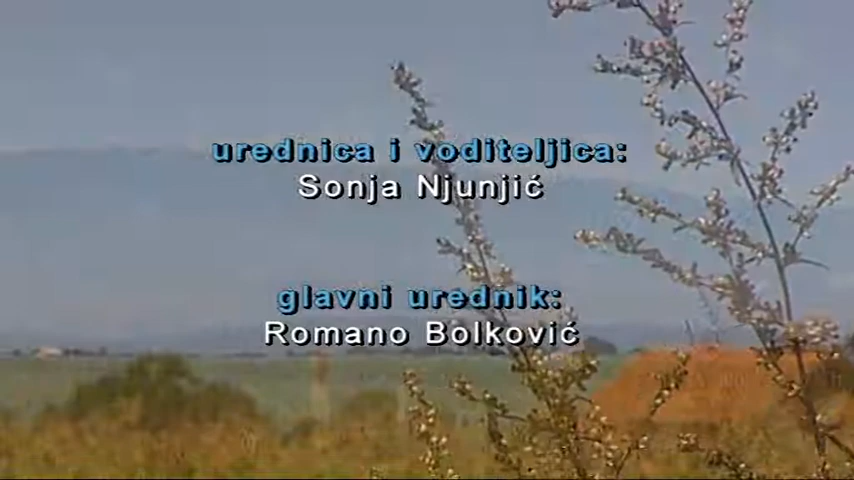 urednica i voditeljica:
Sonja Njunjić
glavni urednik:
Romano Bolković